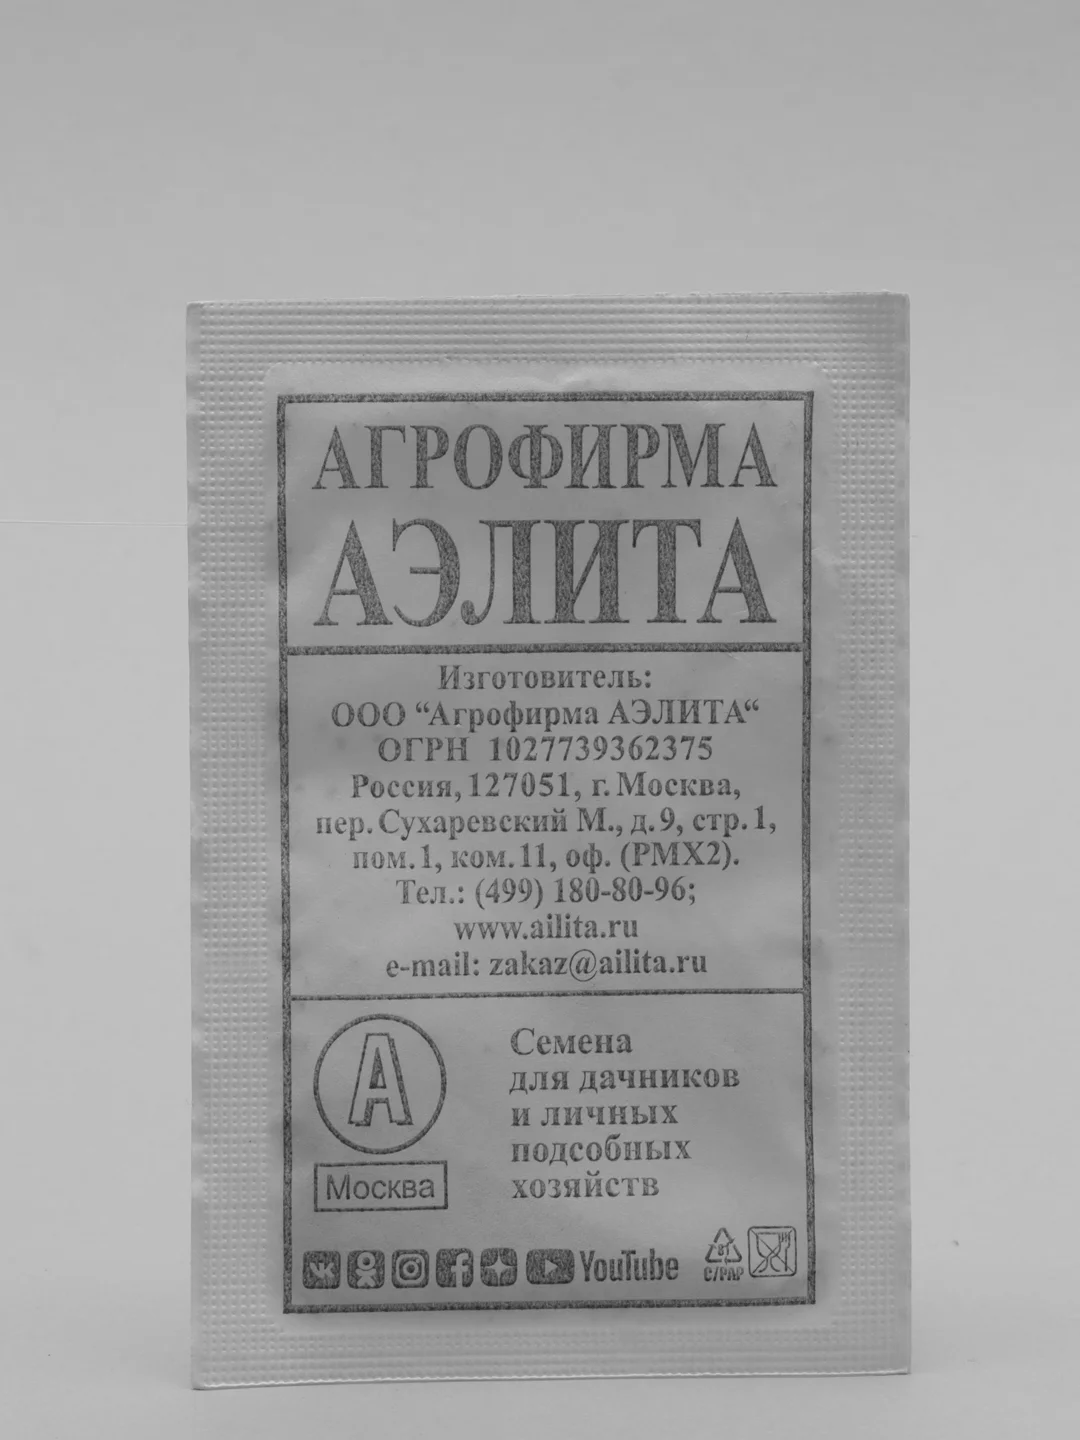 АГРОФИРМА
АЭЛИТА
Изготовитель:
ООО “Агрофирма АЭЛИТА“
ОГРН 1027739362375
Россия, 127051, г. Москва,
пер. Сухаревский М., д. 9, стр. 1,
пом. 1, ком. 11, оф. (РМХ2).
Тел.: (499) 180-80-96;
www.ailita.ru
e-mail: zakaz@ailita.ru
А
Москва
Семена
для дачников
и личных
подсобных
хозяйств
YouTube
81
C/PAP